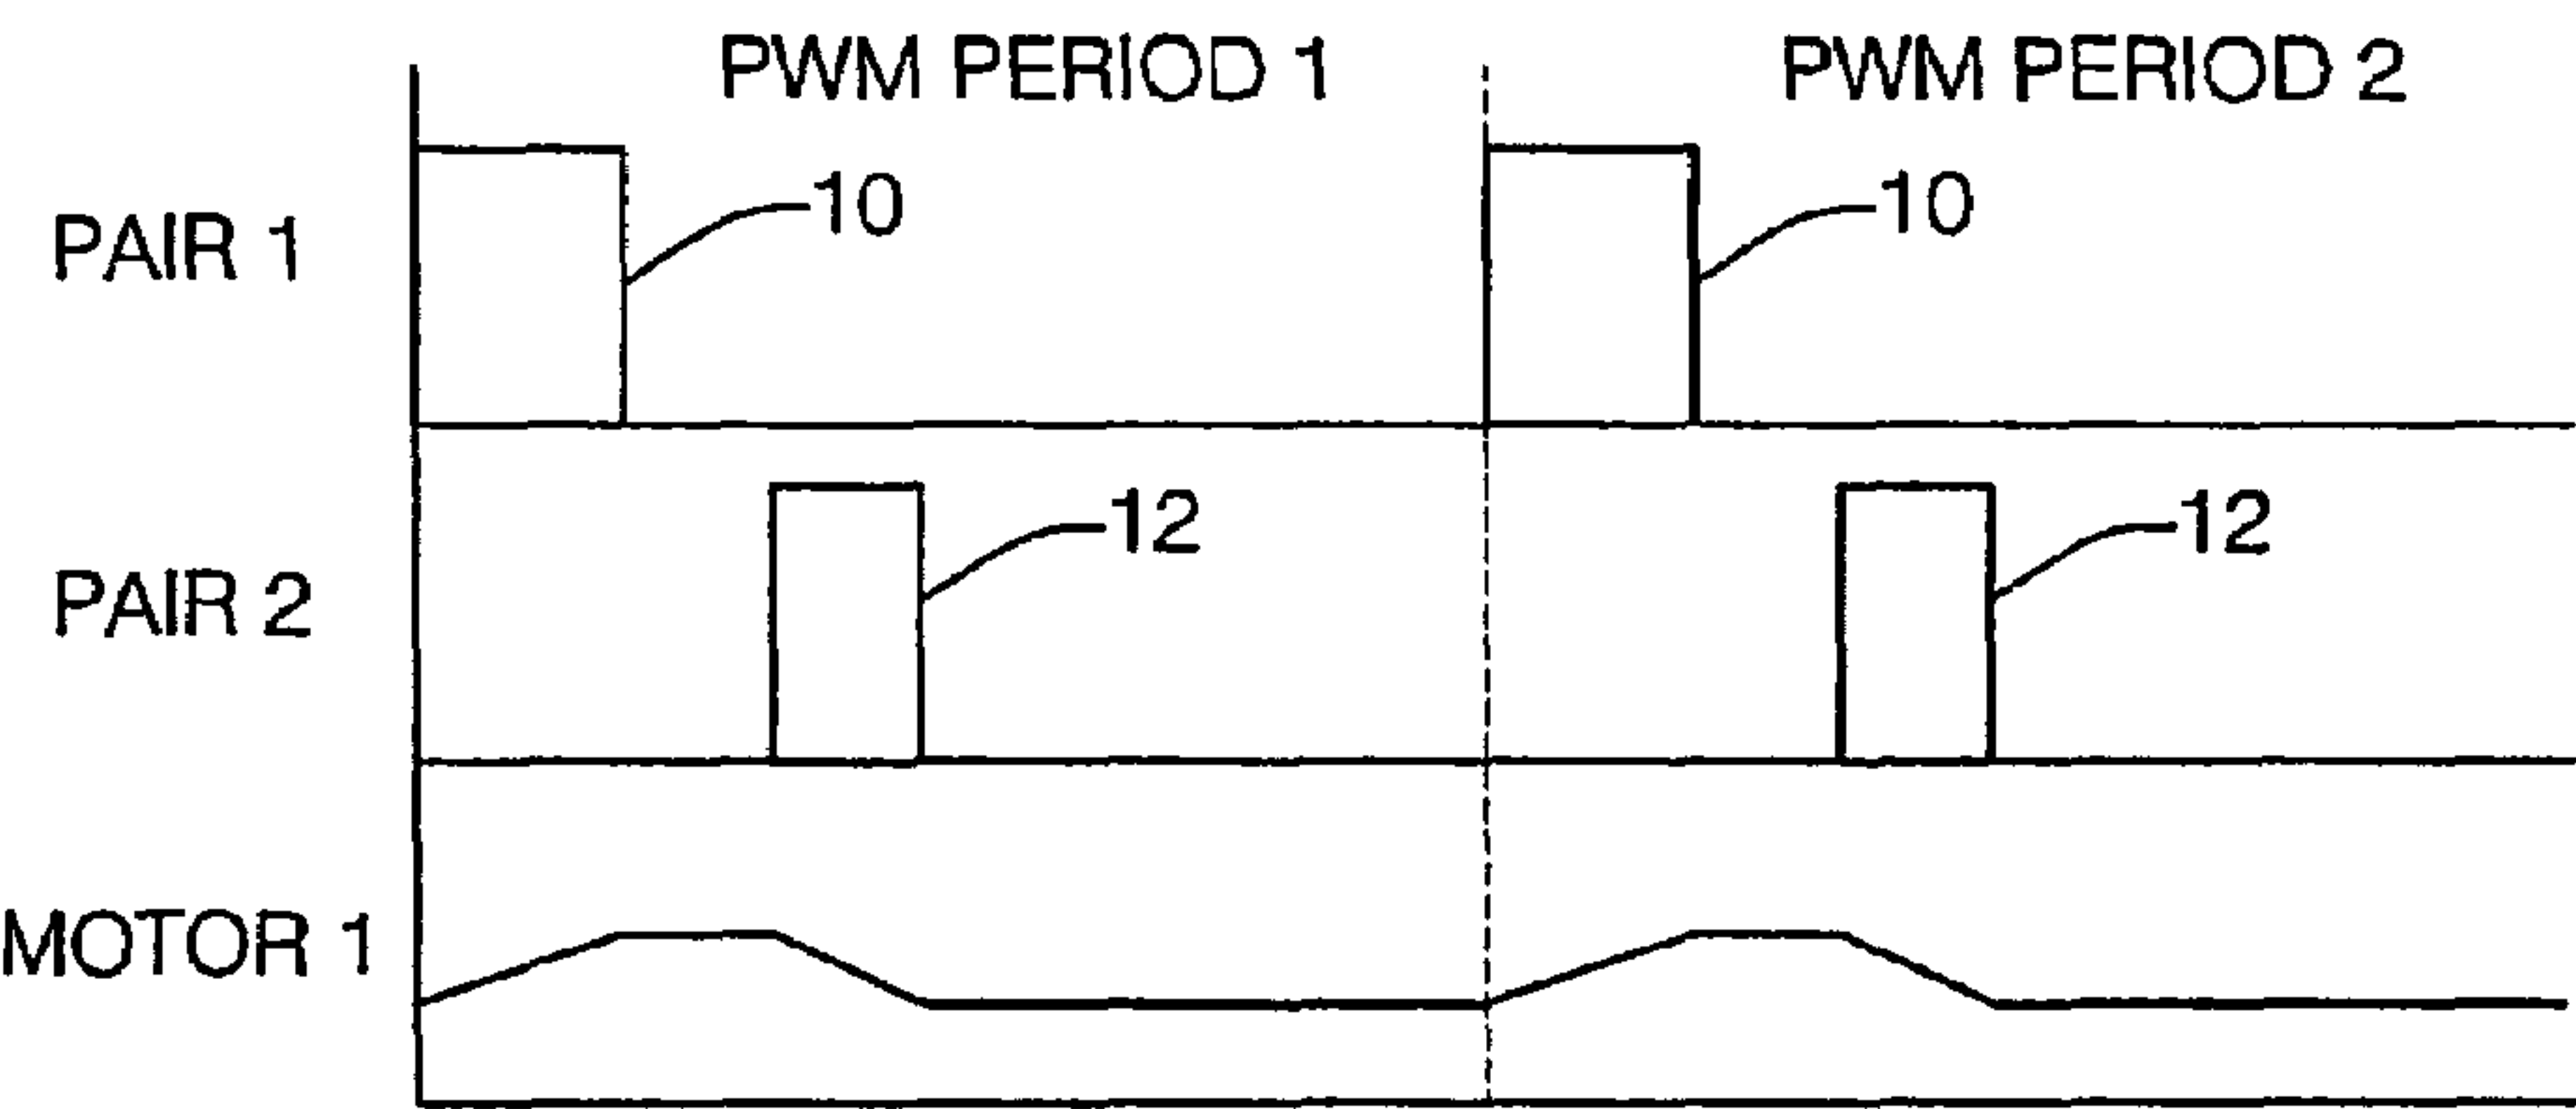 PWM PERIOD 1
PWM PERIOD 2
PAIR 1
10
10
PAIR 2
12
12
MOTOR 1